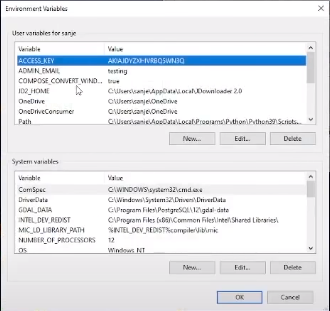 Environment Variables
User variables for sanje
Variable Value
ACCESS_KEY
ADMIN_EMAIL testing
COMPOSE_CONVERT_WIND... true
JD2_HOME C:\Users\sanje\AppData\Local\JDownloader 2.0
OneDrive C:\Users\sanje\OneDrive
OneDriveConsumer C:\Users\sanje\OneDrive
Path C:\Users\sanje\AppData\Local\Programs\Python\Python39\Scripts...
New... Edit... Delete
System variables
Variable Value
ComSpec C:\WINDOWS\system32\cmd.exe
DriverData C:\Windows\System32\Drivers\DriverData
GDAL_DATA C:\Program Files\PostgreSQL\12\gdal-data
INTEL_DEV_REDIST C:\Program Files (x86)\Common Files\Intel\Shared Libraries\
MIC_LD_LIBRARY_PATH %INTEL_DEV_REDIST%compiler\lib\mic
NUMBER_OF_PROCESSORS 12
OS Windows_NT
New... Edit... Delete
OK Cancel